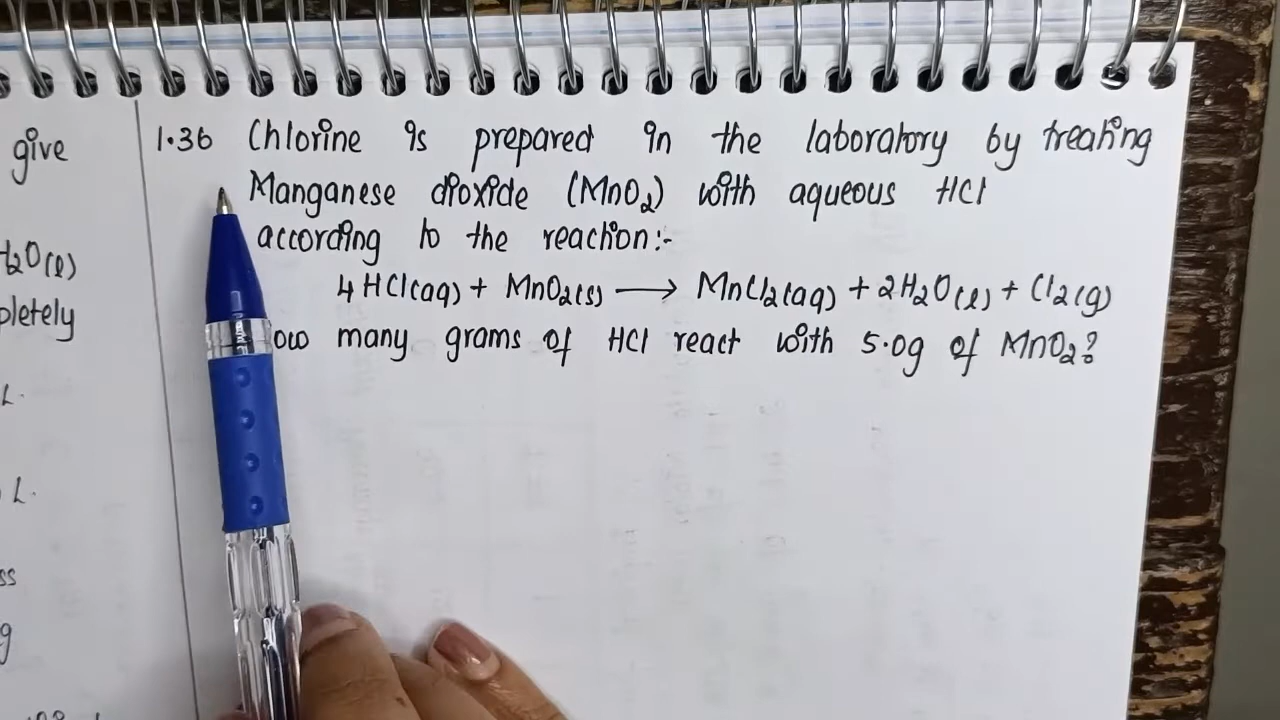 give
H₂O(l)
pletely
L.
L.
ss
g
1.36 Chlorine is prepared in the laboratory by treating
Manganese dioxide (MnO₂) with aqueous HCl
according to the reaction:-
4HCl(aq) + MnO₂(s) ⟶ MnCl₂(aq) + 2H₂O(l) + Cl₂(g)
ow many grams of HCl react with 5.0g of MnO₂?